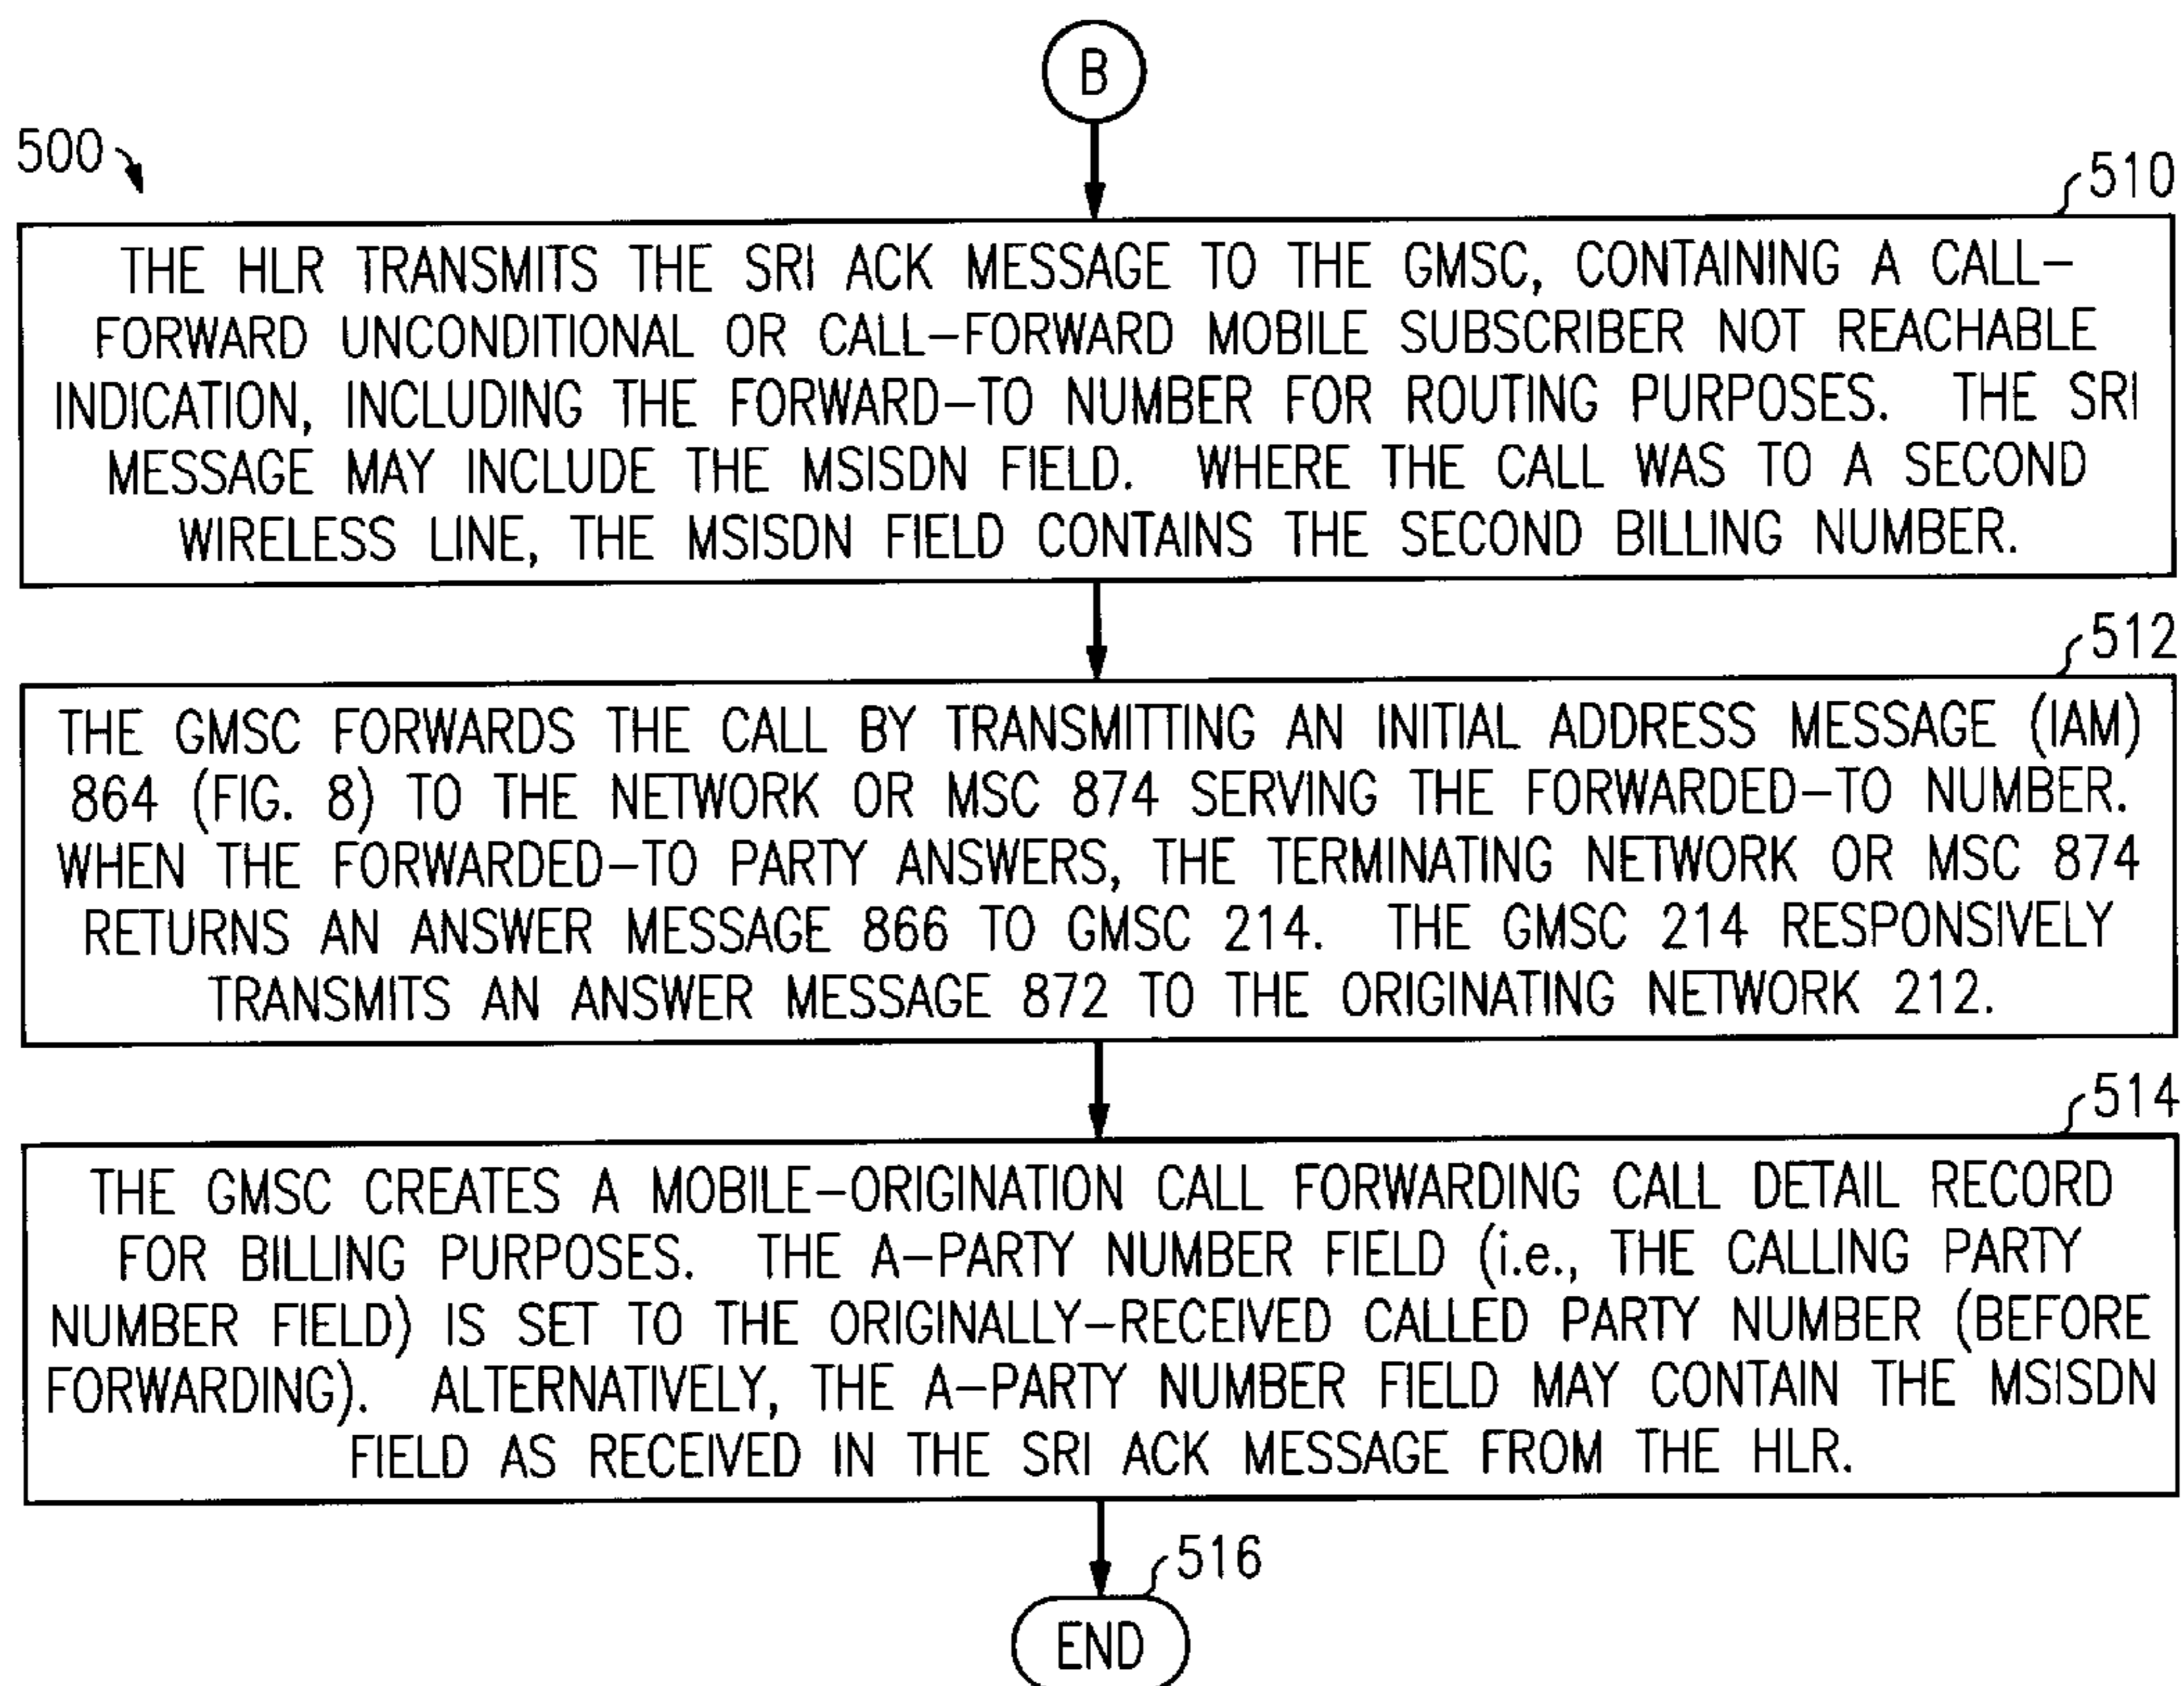 B
500
510
THE HLR TRANSMITS THE SRI ACK MESSAGE TO THE GMSC, CONTAINING A CALL–
FORWARD UNCONDITIONAL OR CALL–FORWARD MOBILE SUBSCRIBER NOT REACHABLE
INDICATION, INCLUDING THE FORWARD–TO NUMBER FOR ROUTING PURPOSES. THE SRI
MESSAGE MAY INCLUDE THE MSISDN FIELD. WHERE THE CALL WAS TO A SECOND
WIRELESS LINE, THE MSISDN FIELD CONTAINS THE SECOND BILLING NUMBER.
512
THE GMSC FORWARDS THE CALL BY TRANSMITTING AN INITIAL ADDRESS MESSAGE (IAM)
864 (FIG. 8) TO THE NETWORK OR MSC 874 SERVING THE FORWARDED–TO NUMBER.
WHEN THE FORWARDED–TO PARTY ANSWERS, THE TERMINATING NETWORK OR MSC 874
RETURNS AN ANSWER MESSAGE 866 TO GMSC 214. THE GMSC 214 RESPONSIVELY
TRANSMITS AN ANSWER MESSAGE 872 TO THE ORIGINATING NETWORK 212.
514
THE GMSC CREATES A MOBILE–ORIGINATION CALL FORWARDING CALL DETAIL RECORD
FOR BILLING PURPOSES. THE A–PARTY NUMBER FIELD (i.e., THE CALLING PARTY
NUMBER FIELD) IS SET TO THE ORIGINALLY–RECEIVED CALLED PARTY NUMBER (BEFORE
FORWARDING). ALTERNATIVELY, THE A–PARTY NUMBER FIELD MAY CONTAIN THE MSISDN
FIELD AS RECEIVED IN THE SRI ACK MESSAGE FROM THE HLR.
516
END